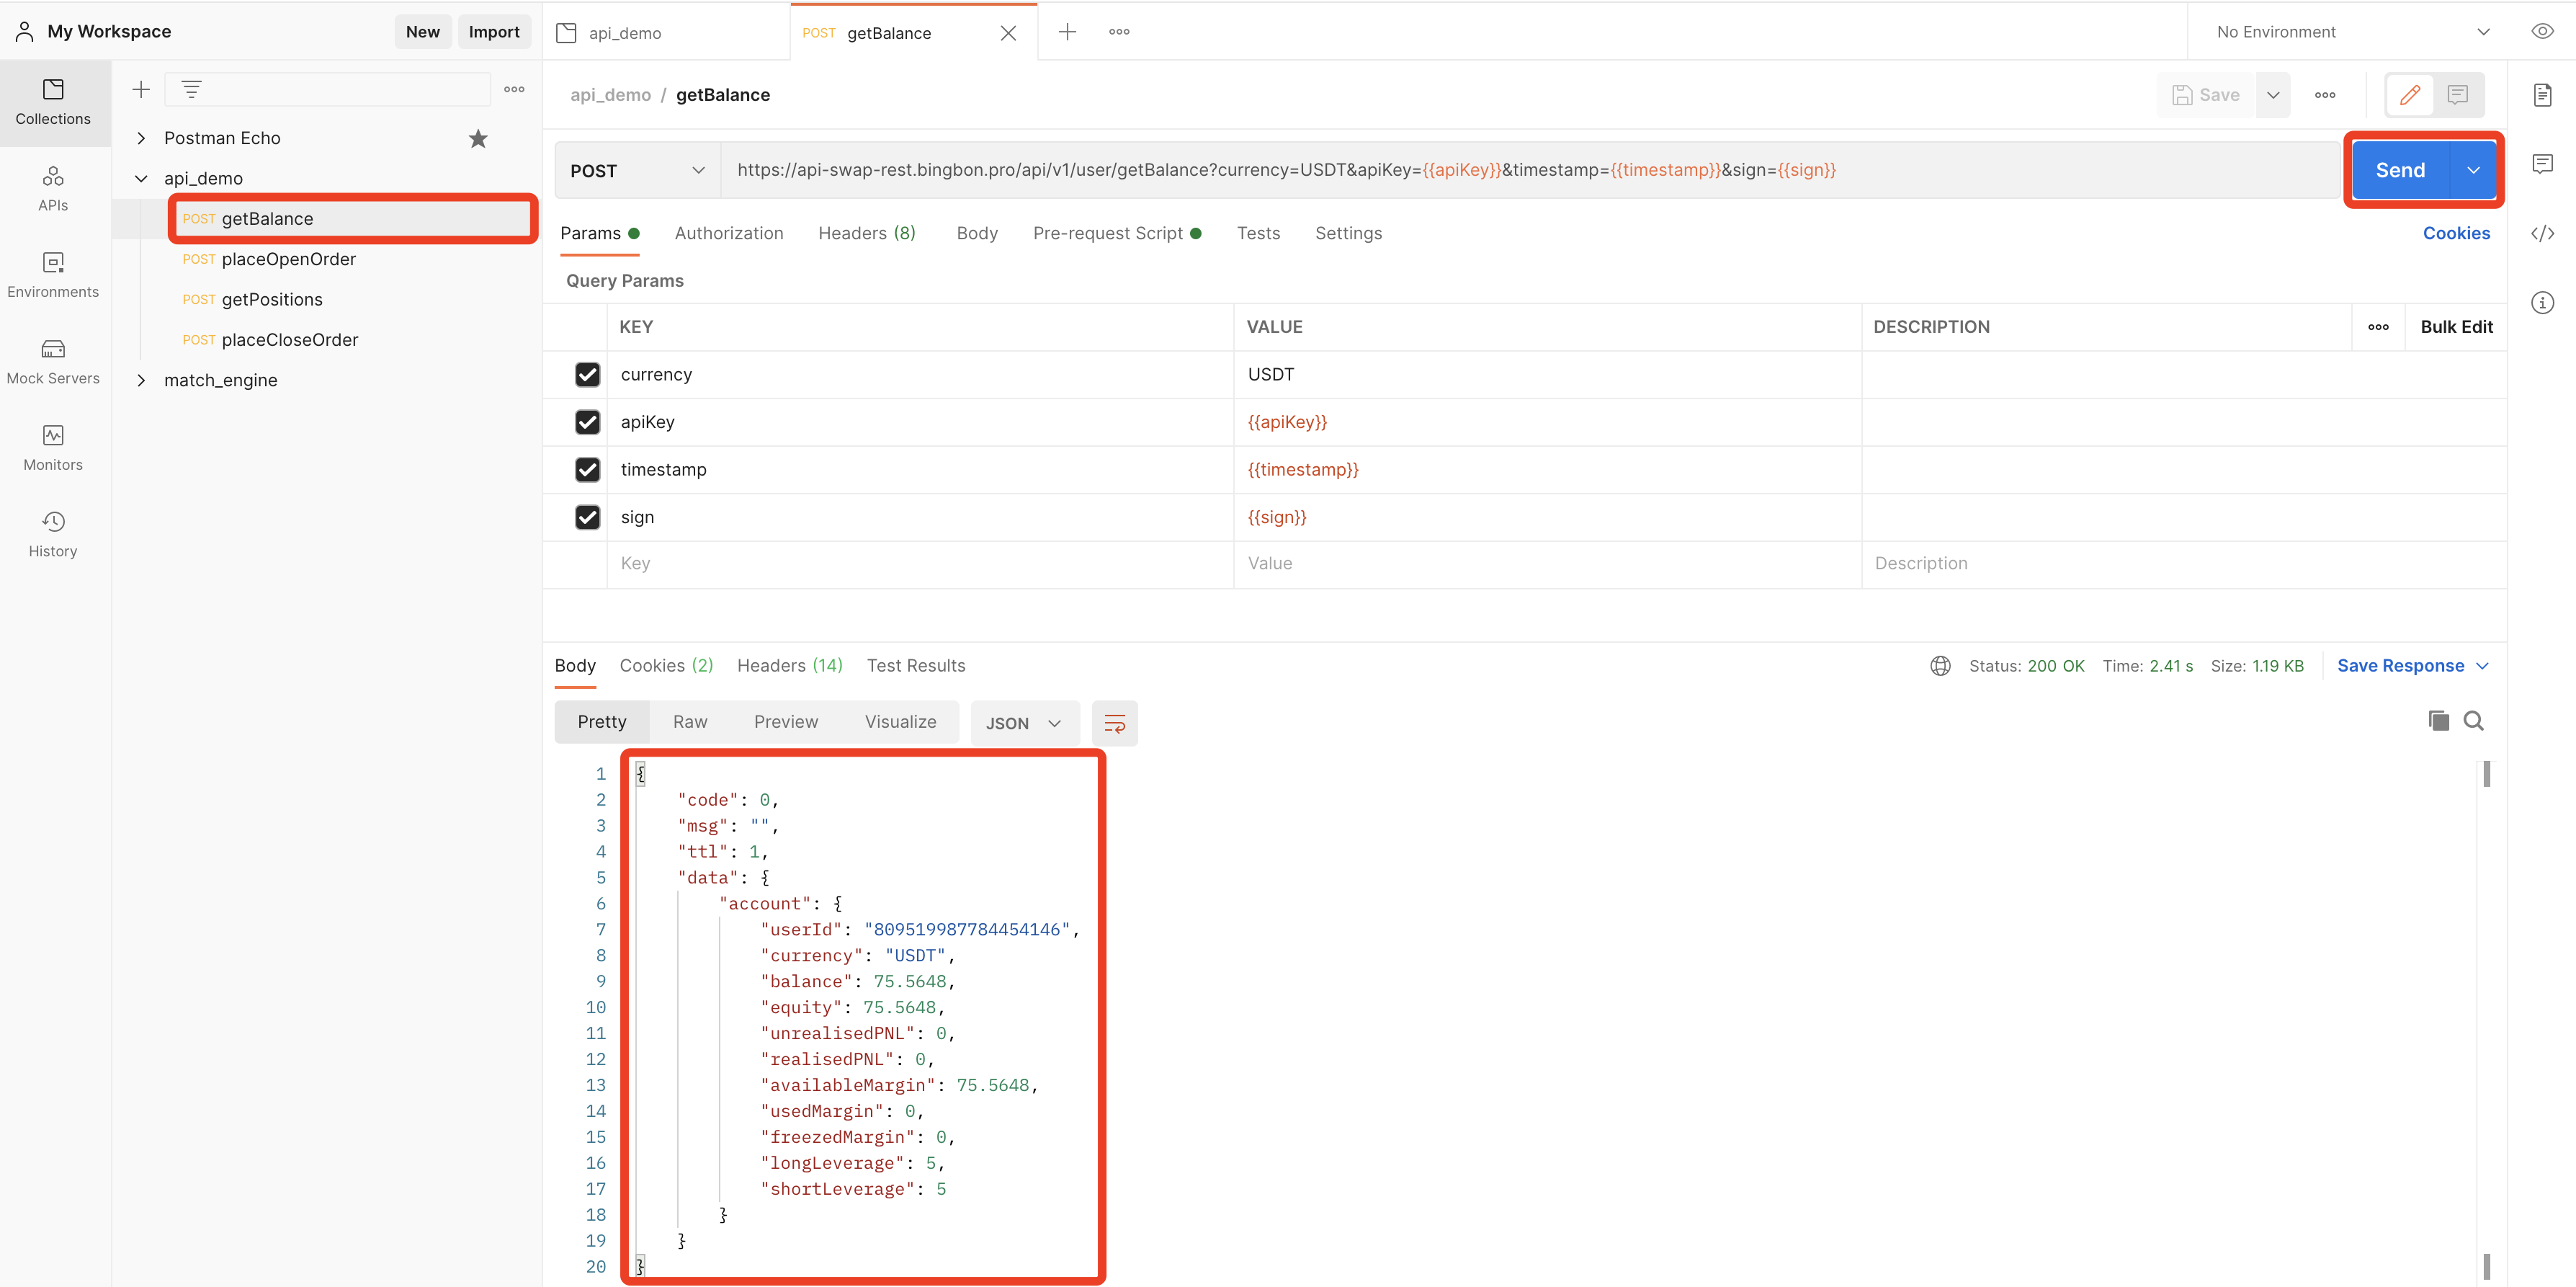 My Workspace
New
Import
api_demo
POST getBalance
No Environment
Collections
APIs
Environments
Mock Servers
Monitors
History
Postman Echo
api_demo
POST getBalance
POST placeOpenOrder
POST getPositions
POST placeCloseOrder
match_engine
api_demo / getBalance
Save
POST
https://api-swap-rest.bingbon.pro/api/v1/user/getBalance?currency=USDT&apiKey={{apiKey}}&timestamp={{timestamp}}&sign={{sign}}
Send
Params
Authorization
Headers (8)
Body
Pre-request Script
Tests
Settings
Cookies
Query Params
KEY VALUE DESCRIPTION
Bulk Edit
currency USDT
apiKey {{apiKey}}
timestamp {{timestamp}}
sign {{sign}}
Key Value Description
Body Cookies (2) Headers (14) Test Results
Status: 200 OK Time: 2.41 s Size: 1.19 KB
Save Response
Pretty Raw Preview Visualize
JSON
1 {
2 "code": 0,
3 "msg": "",
4 "ttl": 1,
5 "data": {
6 "account": {
7 "userId": "809519987784454146",
8 "currency": "USDT",
9 "balance": 75.5648,
10 "equity": 75.5648,
11 "unrealisedPNL": 0,
12 "realisedPNL": 0,
13 "availableMargin": 75.5648,
14 "usedMargin": 0,
15 "freezedMargin": 0,
16 "longLeverage": 5,
17 "shortLeverage": 5
18 }
19 }
20 }